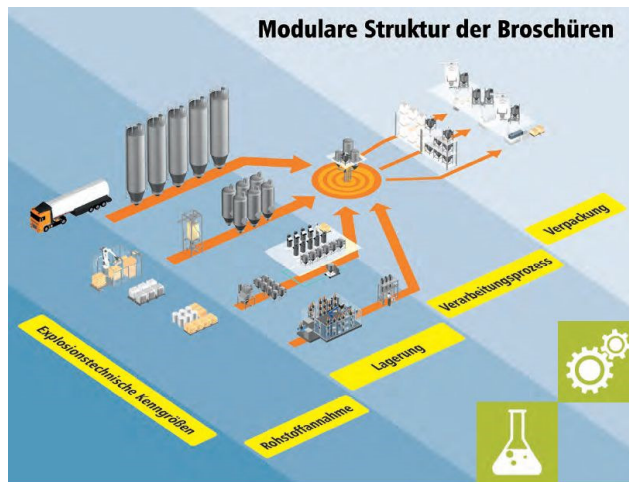 Modulare Struktur der Broschüren
Verpackung
Verarbeitungsprozess
Lagerung
Rohstoffannahme
Explosionstechnische Kenngrößen